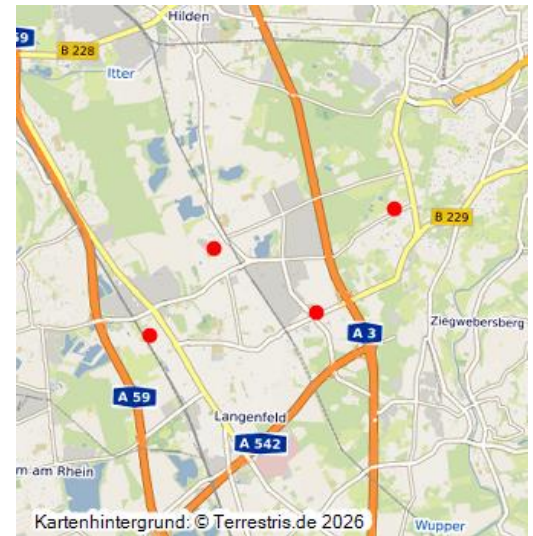 Hilden
59
B 228
Itter
B 229
Ziegwebersberg
A 3
A 59
Langenfeld
A 542
m am Rhein
Kartenhintergrund: © Terrestris.de 2026
Wupper